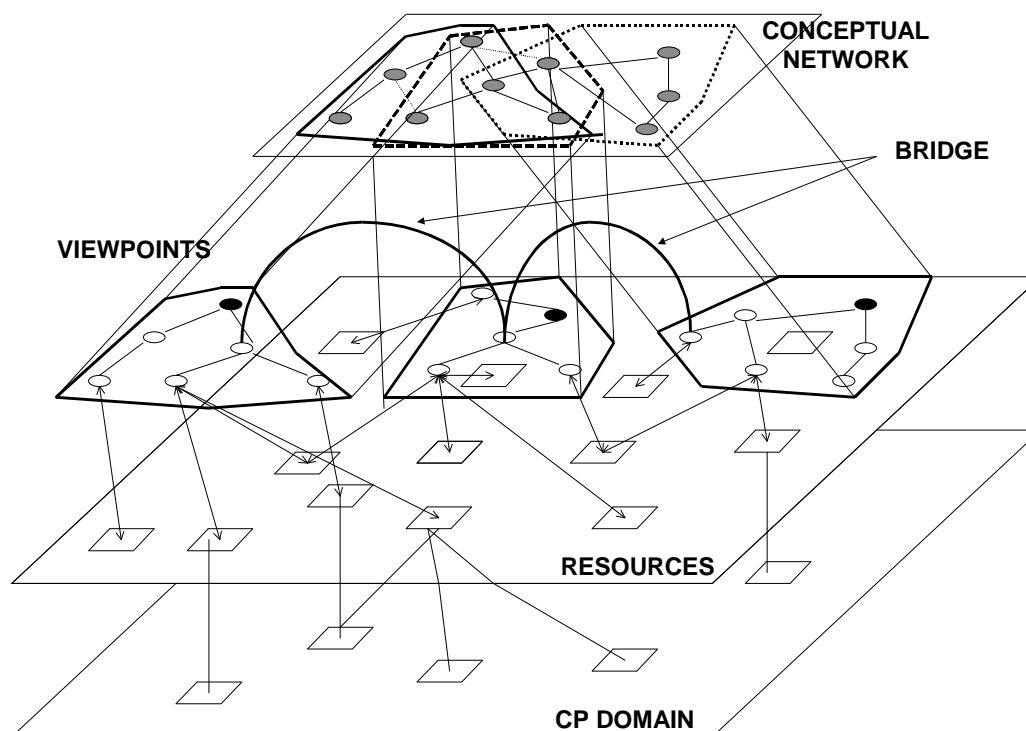 CONCEPTUAL
NETWORK
BRIDGE
VIEWPOINTS
RESOURCES
CP DOMAIN